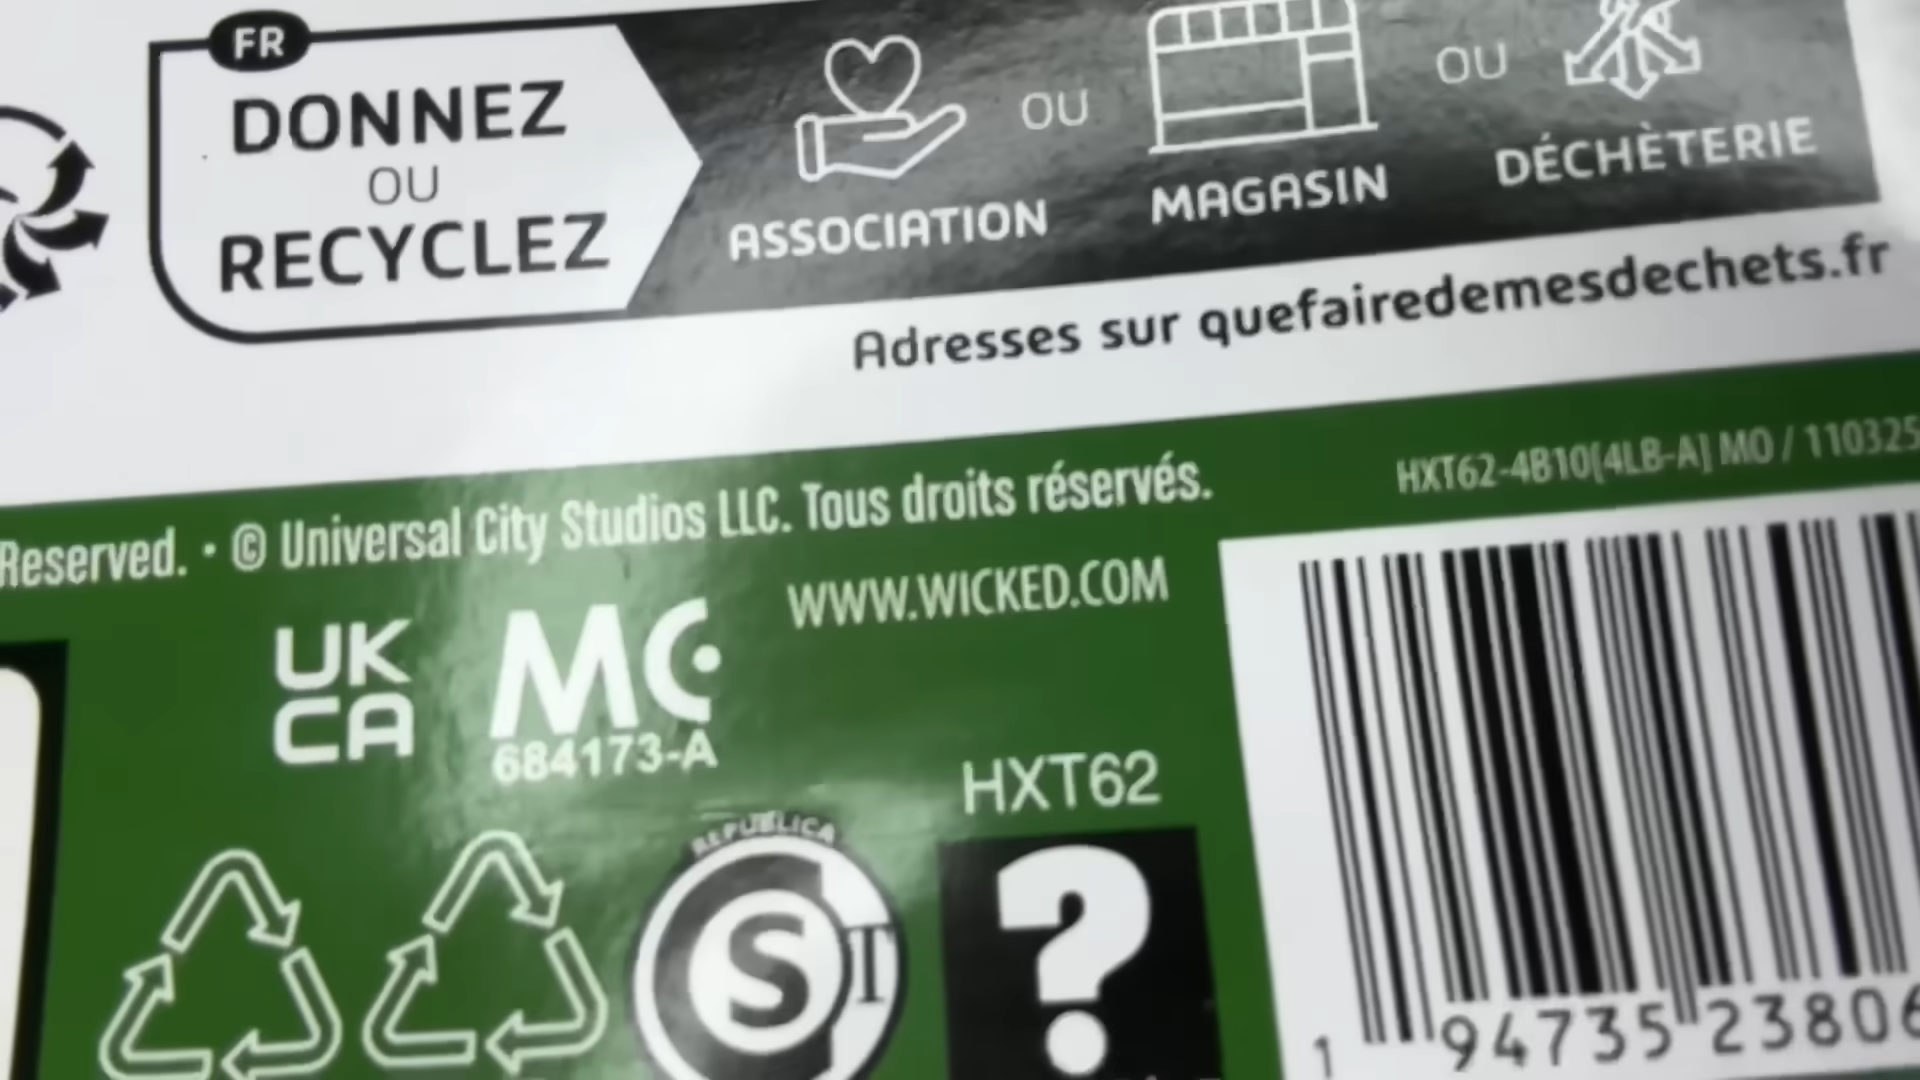 FR
DONNEZ
OU
RECYCLEZ
ASSOCIATION
OU
MAGASIN
OU
DÉCHÈTERIE
Adresses sur quefairedemesdechets.fr
Reserved. • © Universal City Studios LLC. Tous droits réservés.
HXT62-4B10[4LB-A] MO / 110325
WWW.WICKED.COM
UK
CA
MC
684173-A
HXT62
REPUBLICA
S T
?
1 94735 23806